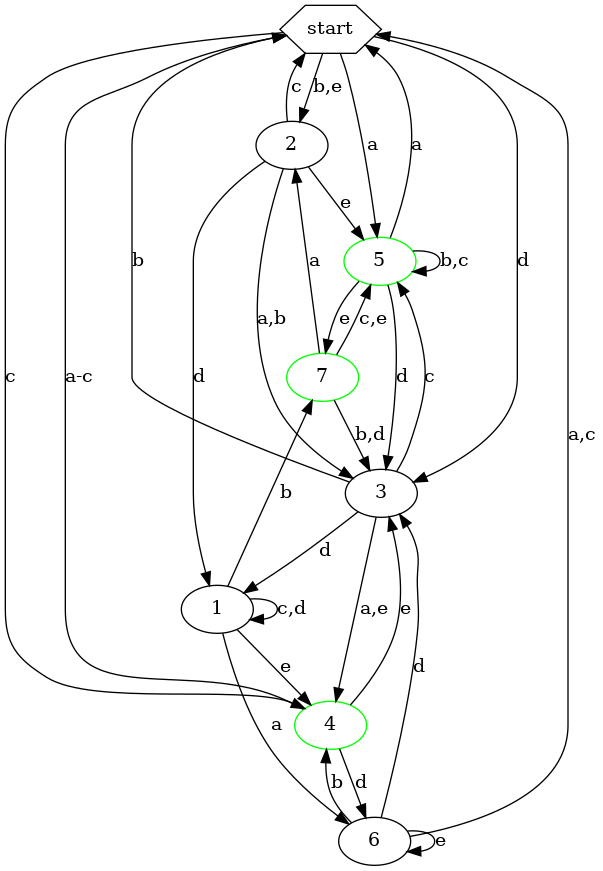 start
c b,e
2
a a
e
5
b b,c d
a
a,b e c,e
c a-c d 7 d c a,c
b,d
3
b
d
1 c,d a,e e
e d
a 4
b d
6 e